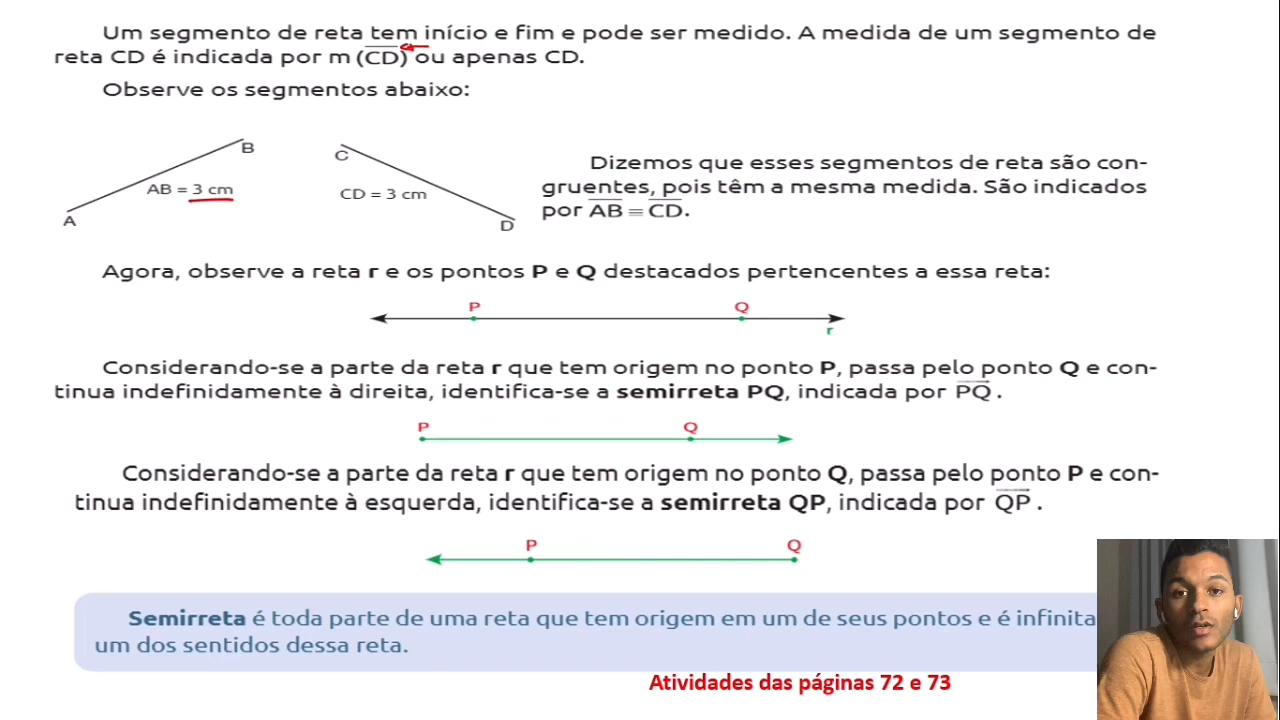 Um segmento de reta tem início e fim e pode ser medido. A medida de um segmento de
reta CD é indicada por m (CD) ou apenas CD.
Observe os segmentos abaixo:
B
C
AB = 3 cm
CD = 3 cm
A
D
Dizemos que esses segmentos de reta são con-
gruentes, pois têm a mesma medida. São indicados
por AB ≡ CD.
Agora, observe a reta r e os pontos P e Q destacados pertencentes a essa reta:
P Q
r
Considerando-se a parte da reta r que tem origem no ponto P, passa pelo ponto Q e con-
tinua indefinidamente à direita, identifica-se a semirreta PQ, indicada por PQ .
P Q
Considerando-se a parte da reta r que tem origem no ponto Q, passa pelo ponto P e con-
tinua indefinidamente à esquerda, identifica-se a semirreta QP, indicada por QP .
P Q
Semirreta é toda parte de uma reta que tem origem em um de seus pontos e é infinita
um dos sentidos dessa reta.
Atividades das páginas 72 e 73